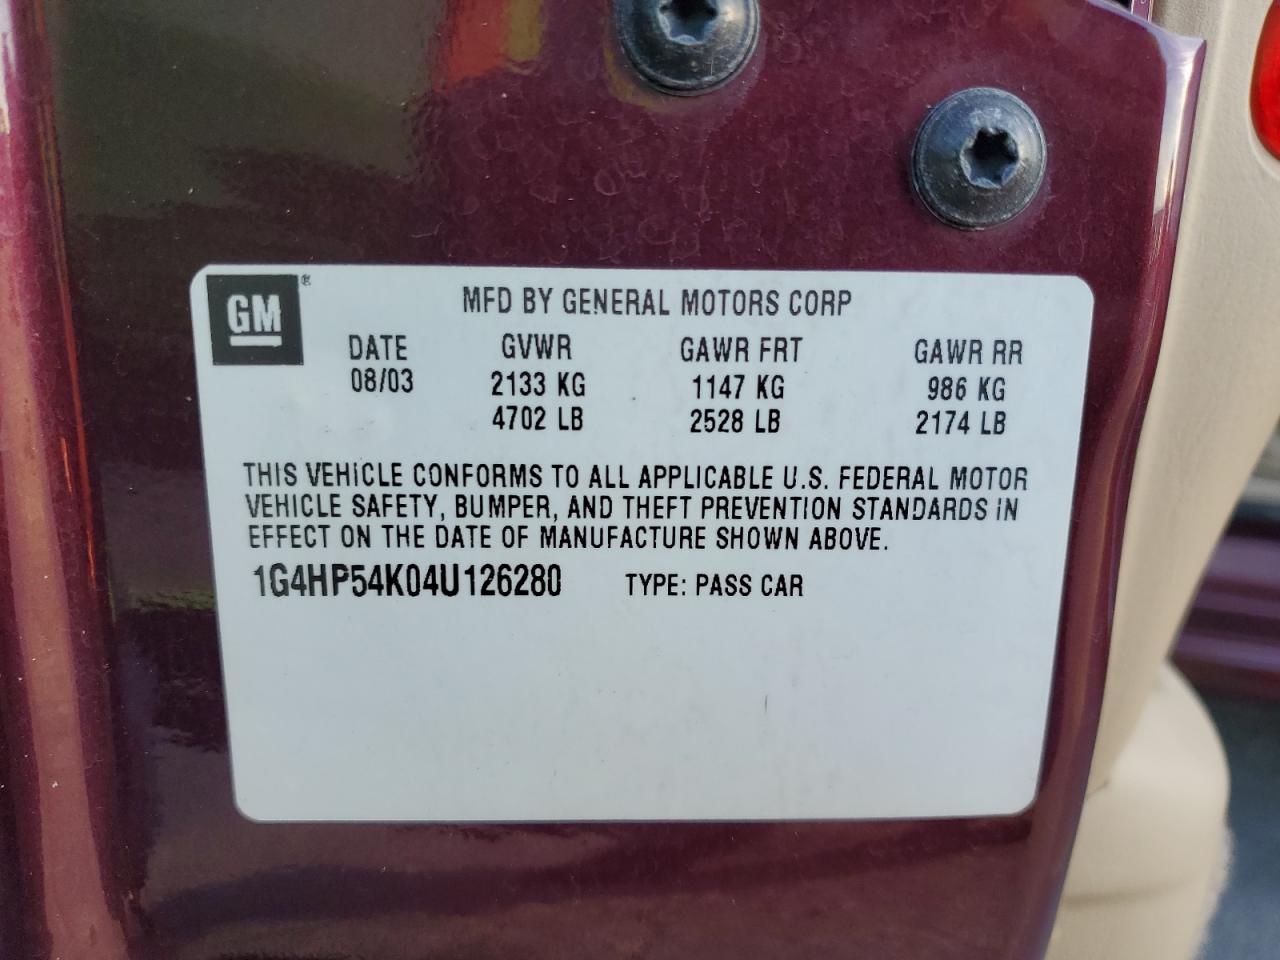 GM ®
MFD BY GENERAL MOTORS CORP
DATE GVWR GAWR FRT GAWR RR
08/03 2133 KG 1147 KG 986 KG
4702 LB 2528 LB 2174 LB
THIS VEHICLE CONFORMS TO ALL APPLICABLE U.S. FEDERAL MOTOR
VEHICLE SAFETY, BUMPER, AND THEFT PREVENTION STANDARDS IN
EFFECT ON THE DATE OF MANUFACTURE SHOWN ABOVE.
1G4HP54K04U126280 TYPE: PASS CAR